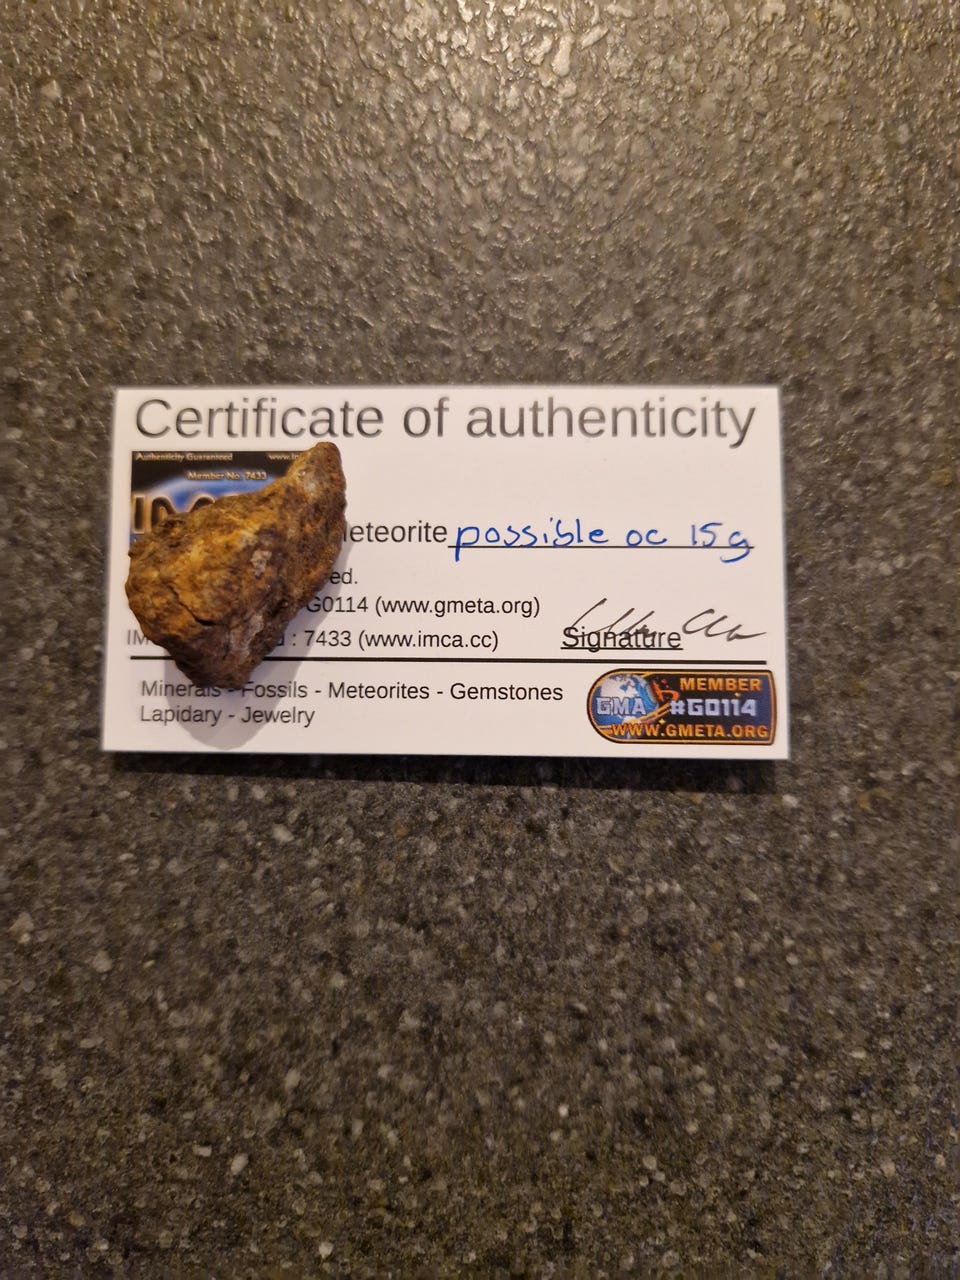 Certificate of authenticity
Authenticity Guaranteed
Member No 7433
eteorite possible oc 15g
ed.
G0114 (www.gmeta.org)
: 7433 (www.imca.cc)
Signature
Minerals - Fossils - Meteorites - Gemstones
Lapidary - Jewelry
GMA MEMBER
#G0114
WWW.GMETA.ORG